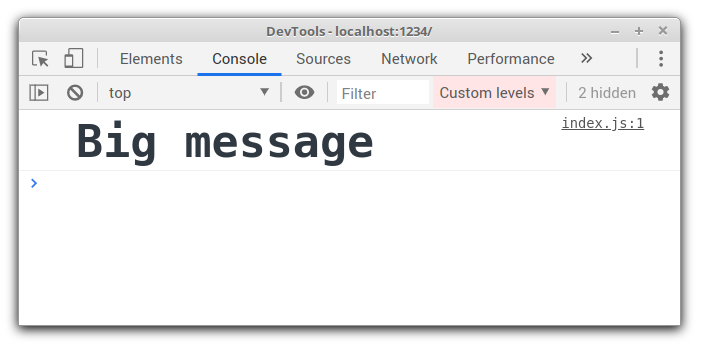 DevTools - localhost:1234/
Elements Console Sources Network Performance
top Filter Custom levels 2 hidden
Big message index.js:1